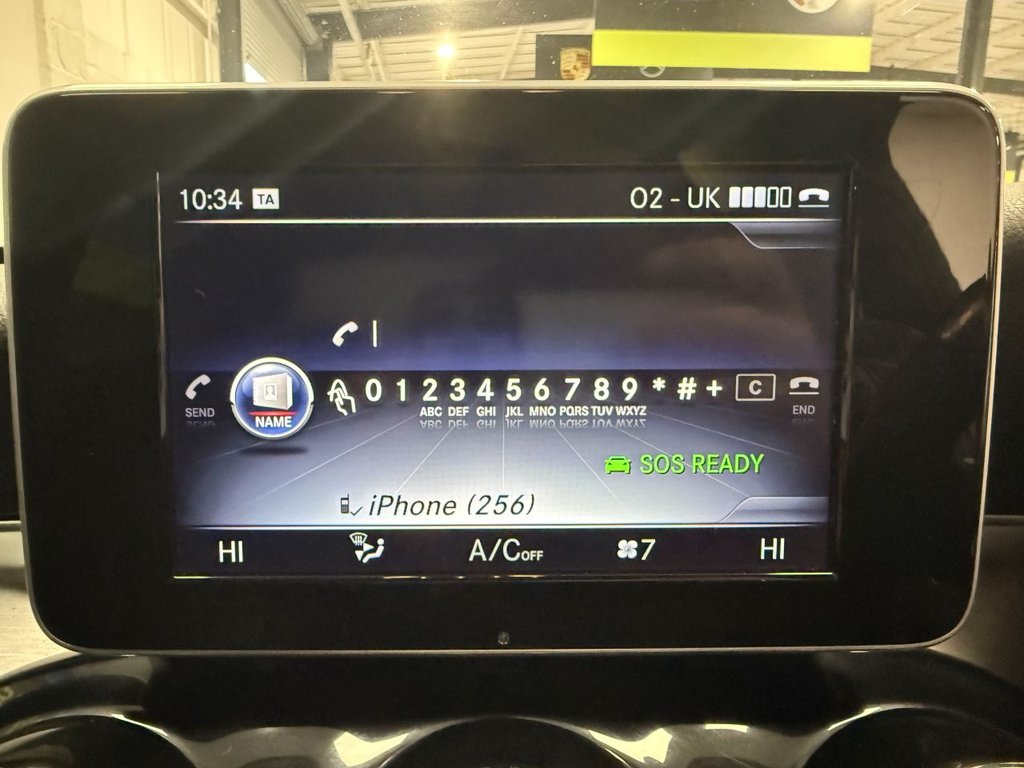 10:34 TA O2 - UK
SEND NAME 0 1 2 3 4 5 6 7 8 9 * # + C END
ABC DEF GHI JKL MNO PQRS TUV WXYZ
SOS READY
iPhone (256)
HI A/C OFF 7 HI